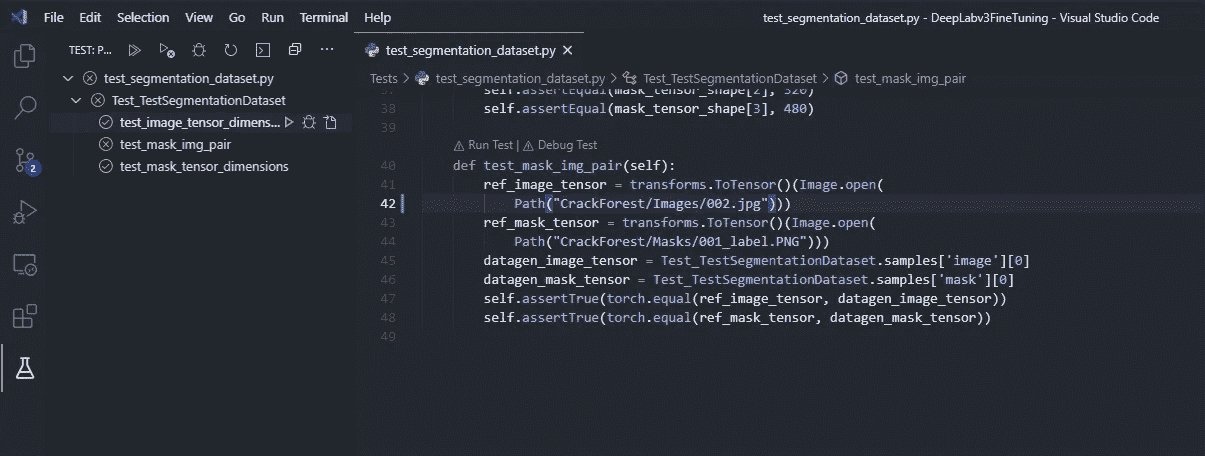 File Edit Selection View Go Run Terminal Help
test_segmentation_dataset.py - DeepLabv3FineTuning - Visual Studio Code
TEST: P...
test_segmentation_dataset.py
Test_TestSegmentationDataset
test_image_tensor_dimens...
test_mask_img_pair
test_mask_tensor_dimensions
2
test_segmentation_dataset.py
Tests > test_segmentation_dataset.py > Test_TestSegmentationDataset > test_mask_img_pair
37 self.assertEqual(mask_tensor_shape[2], 320)
38 self.assertEqual(mask_tensor_shape[3], 480)
39
Run Test | Debug Test
40 def test_mask_img_pair(self):
41 ref_image_tensor = transforms.ToTensor()(Image.open(
42 Path("CrackForest/Images/002.jpg")))
43 ref_mask_tensor = transforms.ToTensor()(Image.open(
44 Path("CrackForest/Masks/001_label.PNG")))
45 datagen_image_tensor = Test_TestSegmentationDataset.samples['image'][0]
46 datagen_mask_tensor = Test_TestSegmentationDataset.samples['mask'][0]
47 self.assertTrue(torch.equal(ref_image_tensor, datagen_image_tensor))
48 self.assertTrue(torch.equal(ref_mask_tensor, datagen_mask_tensor))
49